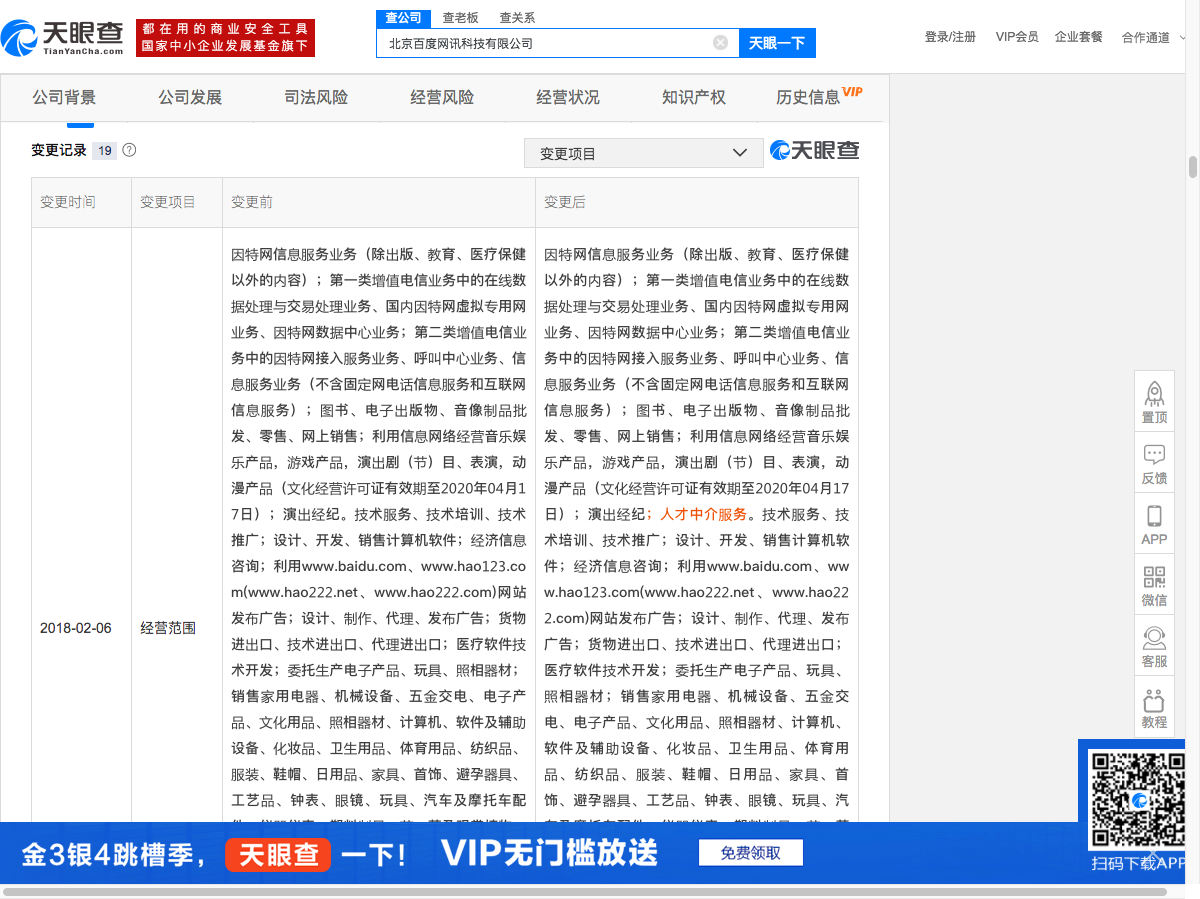 天眼查
TianYanCha.com
都在用的商业安全工具
国家中小企业发展基金旗下
查公司 查老板 查关系
北京百度网讯科技有限公司
天眼一下
登录/注册 VIP会员 企业套餐 合作通道
公司背景 公司发展 司法风险 经营风险 经营状况 知识产权 历史信息VIP
变更记录 19 ?
变更项目
天眼查
变更时间 变更项目 变更前 变更后
2018-02-06
经营范围
因特网信息服务业务（除出版、教育、医疗保健
以外的内容）；第一类增值电信业务中的在线数
据处理与交易处理业务、国内因特网虚拟专用网
业务、因特网数据中心业务；第二类增值电信业
务中的因特网接入服务业务、呼叫中心业务、信
息服务业务（不含固定网电话信息服务和互联网
信息服务）；图书、电子出版物、音像制品批
发、零售、网上销售；利用信息网络经营音乐娱
乐产品，游戏产品，演出剧（节）目、表演，动
漫产品（文化经营许可证有效期至2020年04月1
7日）；演出经纪。技术服务、技术培训、技术
推广；设计、开发、销售计算机软件；经济信息
咨询；利用www.baidu.com、www.hao123.co
m(www.hao222.net、www.hao222.com)网站
发布广告；设计、制作、代理、发布广告；货物
进出口、技术进出口、代理进出口；医疗软件技
术开发；委托生产电子产品、玩具、照相器材；
销售家用电器、机械设备、五金交电、电子产
品、文化用品、照相器材、计算机、软件及辅助
设备、化妆品、卫生用品、体育用品、纺织品、
服装、鞋帽、日用品、家具、首饰、避孕器具、
工艺品、钟表、眼镜、玩具、汽车及摩托车配
因特网信息服务业务（除出版、教育、医疗保健
以外的内容）；第一类增值电信业务中的在线数
据处理与交易处理业务、国内因特网虚拟专用网
业务、因特网数据中心业务；第二类增值电信业
务中的因特网接入服务业务、呼叫中心业务、信
息服务业务（不含固定网电话信息服务和互联网
信息服务）；图书、电子出版物、音像制品批
发、零售、网上销售；利用信息网络经营音乐娱
乐产品，游戏产品，演出剧（节）目、表演，动
漫产品（文化经营许可证有效期至2020年04月17
日）；演出经纪；人才中介服务。技术服务、技
术培训、技术推广；设计、开发、销售计算机软
件；经济信息咨询；利用www.baidu.com、ww
w.hao123.com(www.hao222.net、www.hao22
2.com)网站发布广告；设计、制作、代理、发布
广告；货物进出口、技术进出口、代理进出口；
医疗软件技术开发；委托生产电子产品、玩具、
照相器材；销售家用电器、机械设备、五金交
电、电子产品、文化用品、照相器材、计算机、
软件及辅助设备、化妆品、卫生用品、体育用
品、纺织品、服装、鞋帽、日用品、家具、首
饰、避孕器具、工艺品、钟表、眼镜、玩具、汽
置顶
反馈
APP
微信
客服
教程
金3银4跳槽季，天眼查一下！ VIP无门槛放送 免费领取
扫码下载APP